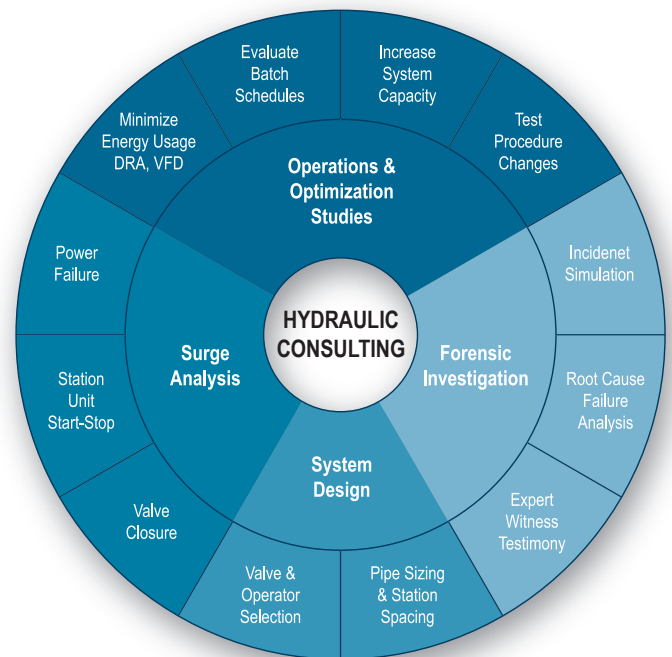 Evaluate
Batch
Schedules
Increase
System
Capacity
Minimize
Energy Usage
DRA, VFD
Test
Procedure
Changes
Operations &
Optimization
Studies
Power
Failure
Incidenet
Simulation
HYDRAULIC
CONSULTING
Surge
Analysis
Forensic
Investigation
Station
Unit
Start-Stop
Root Cause
Failure
Analysis
System
Design
Valve
Closure
Expert
Witness
Testimony
Valve &
Operator
Selection
Pipe Sizing
& Station
Spacing